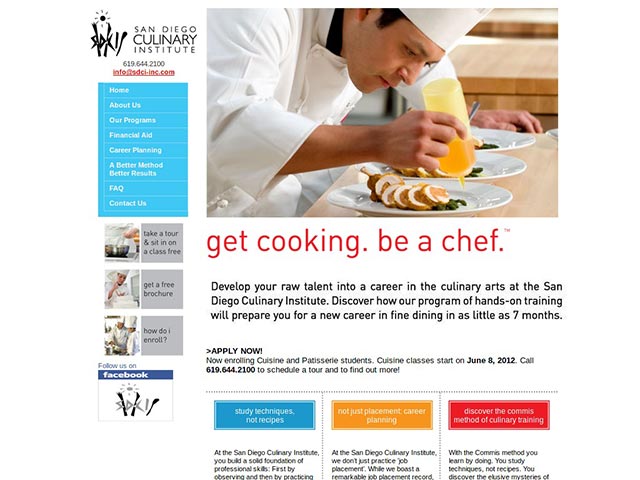 SAN DIEGO
CULINARY
INSTITUTE
619.644.2100
info@sdci-inc.com
Home
About Us
Our Programs
Financial Aid
Career Planning
A Better Method
Better Results
FAQ
Contact Us
take a tour
& sit in on
a class free
get a free
brochure
how do i
enroll?
Follow us on
facebook
get cooking. be a chef.™
Develop your raw talent into a career in the culinary arts at the San
Diego Culinary Institute. Discover how our program of hands-on training
will prepare you for a new career in fine dining in as little as 7 months.
>APPLY NOW!
Now enrolling Cuisine and Patisserie students. Cuisine classes start on June 8, 2012. Call
619.644.2100 to schedule a tour and to find out more!
study techniques,
not recipes
At the San Diego Culinary Institute,
you build a solid foundation of
professional skills: First by
observing and then by practicing
not just placement: career
planning
At the San Diego Culinary Institute,
we don't just practice 'job
placement'. While we boast a
remarkable job placement record,
discover the commis
method of culinary training
With the Commis method you
learn by doing. You study
techniques, not recipes. You
discover the elusive mysteries of